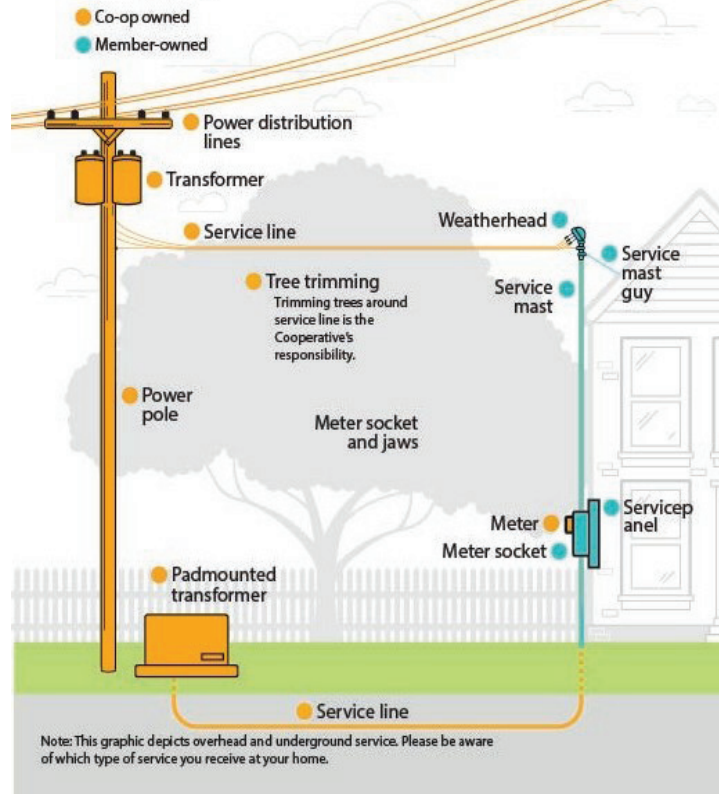 Co-op owned
Member-owned
Power distribution
lines
Transformer
Service line
Weatherhead
Service
mast
guy
Tree trimming
Trimming trees around
service line is the
Cooperative's
responsibility.
Service
mast
Power
pole
Meter socket
and jaws
Meter
Servicep
anel
Meter socket
Padmounted
transformer
Service line
Note: This graphic depicts overhead and underground service. Please be aware
of which type of service you receive at your home.